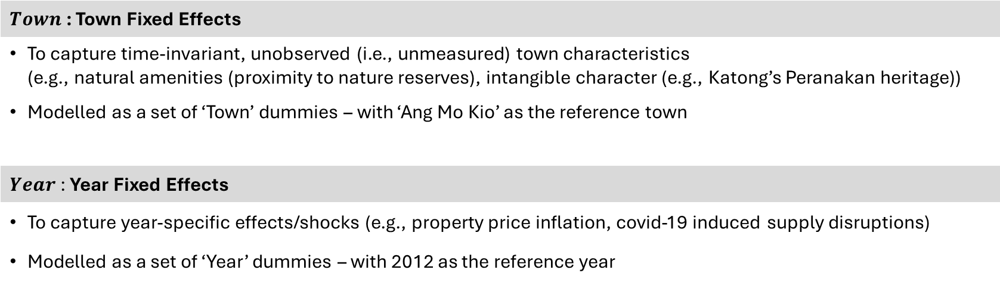 Town : Town Fixed Effects
• To capture time-invariant, unobserved (i.e., unmeasured) town characteristics
(e.g., natural amenities (proximity to nature reserves), intangible character (e.g., Katong’s Peranakan heritage))
• Modelled as a set of ‘Town’ dummies – with ‘Ang Mo Kio’ as the reference town
Year : Year Fixed Effects
• To capture year-specific effects/shocks (e.g., property price inflation, covid-19 induced supply disruptions)
• Modelled as a set of ‘Year’ dummies – with 2012 as the reference year